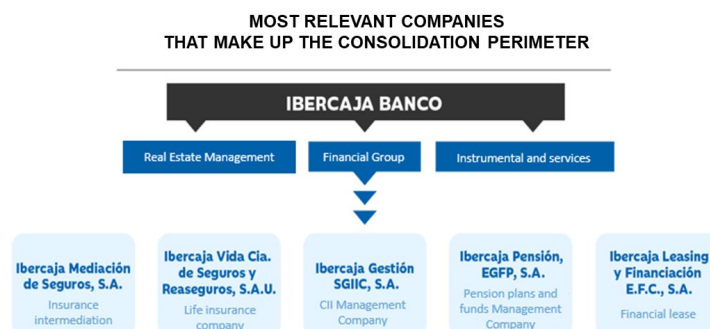 MOST RELEVANT COMPANIES
THAT MAKE UP THE CONSOLIDATION PERIMETER
IBERCAJA BANCO
Real Estate Management
Financial Group
Instrumental and services
Ibercaja Mediación
de Seguros, S.A.
Insurance
intermediation
Ibercaja Vida Cia.
de Seguros y
Reaseguros, S.A.U.
Life insurance
company
Ibercaja Gestión
SGIIC, S.A.
CII Management
Company
Ibercaja Pensión,
EGFP, S.A.
Pension plans and
funds Management
Company
Ibercaja Leasing
y Financiación
E.F.C., S.A.
Financial lease